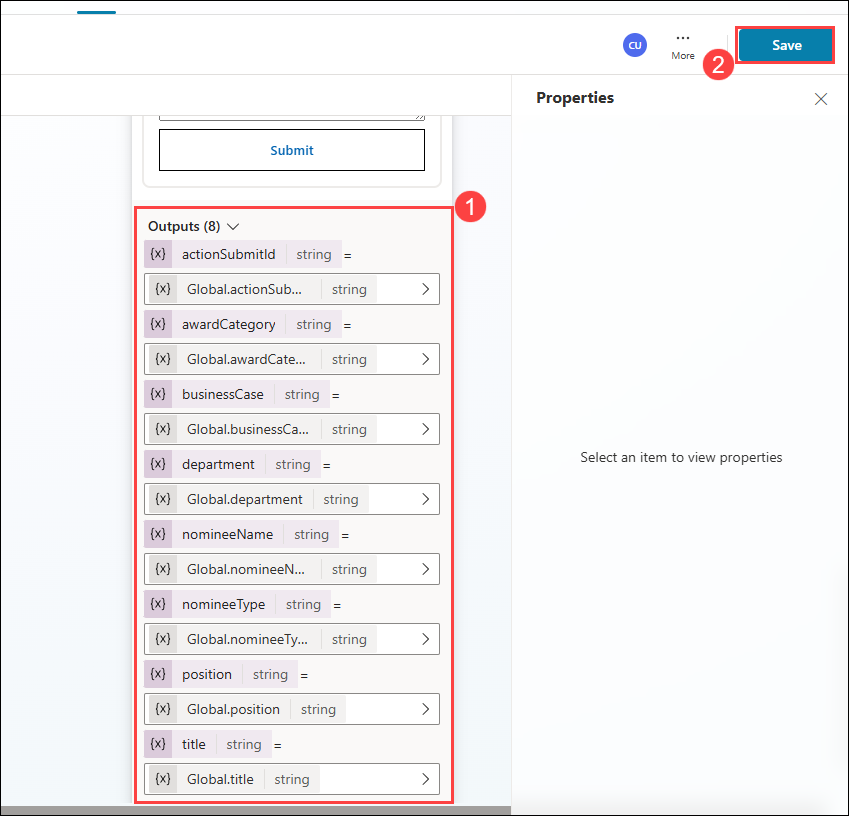 CU
...
More
2
Save
Properties
Submit
1
Outputs (8)
{x} actionSubmitId string =
{x} Global.actionSub... string
{x} awardCategory string =
{x} Global.awardCate... string
{x} businessCase string =
{x} Global.businessCa... string
{x} department string =
{x} Global.department string
{x} nomineeName string =
{x} Global.nomineeN... string
{x} nomineeType string =
{x} Global.nomineeTy... string
{x} position string =
{x} Global.position string
{x} title string =
{x} Global.title string
Select an item to view properties